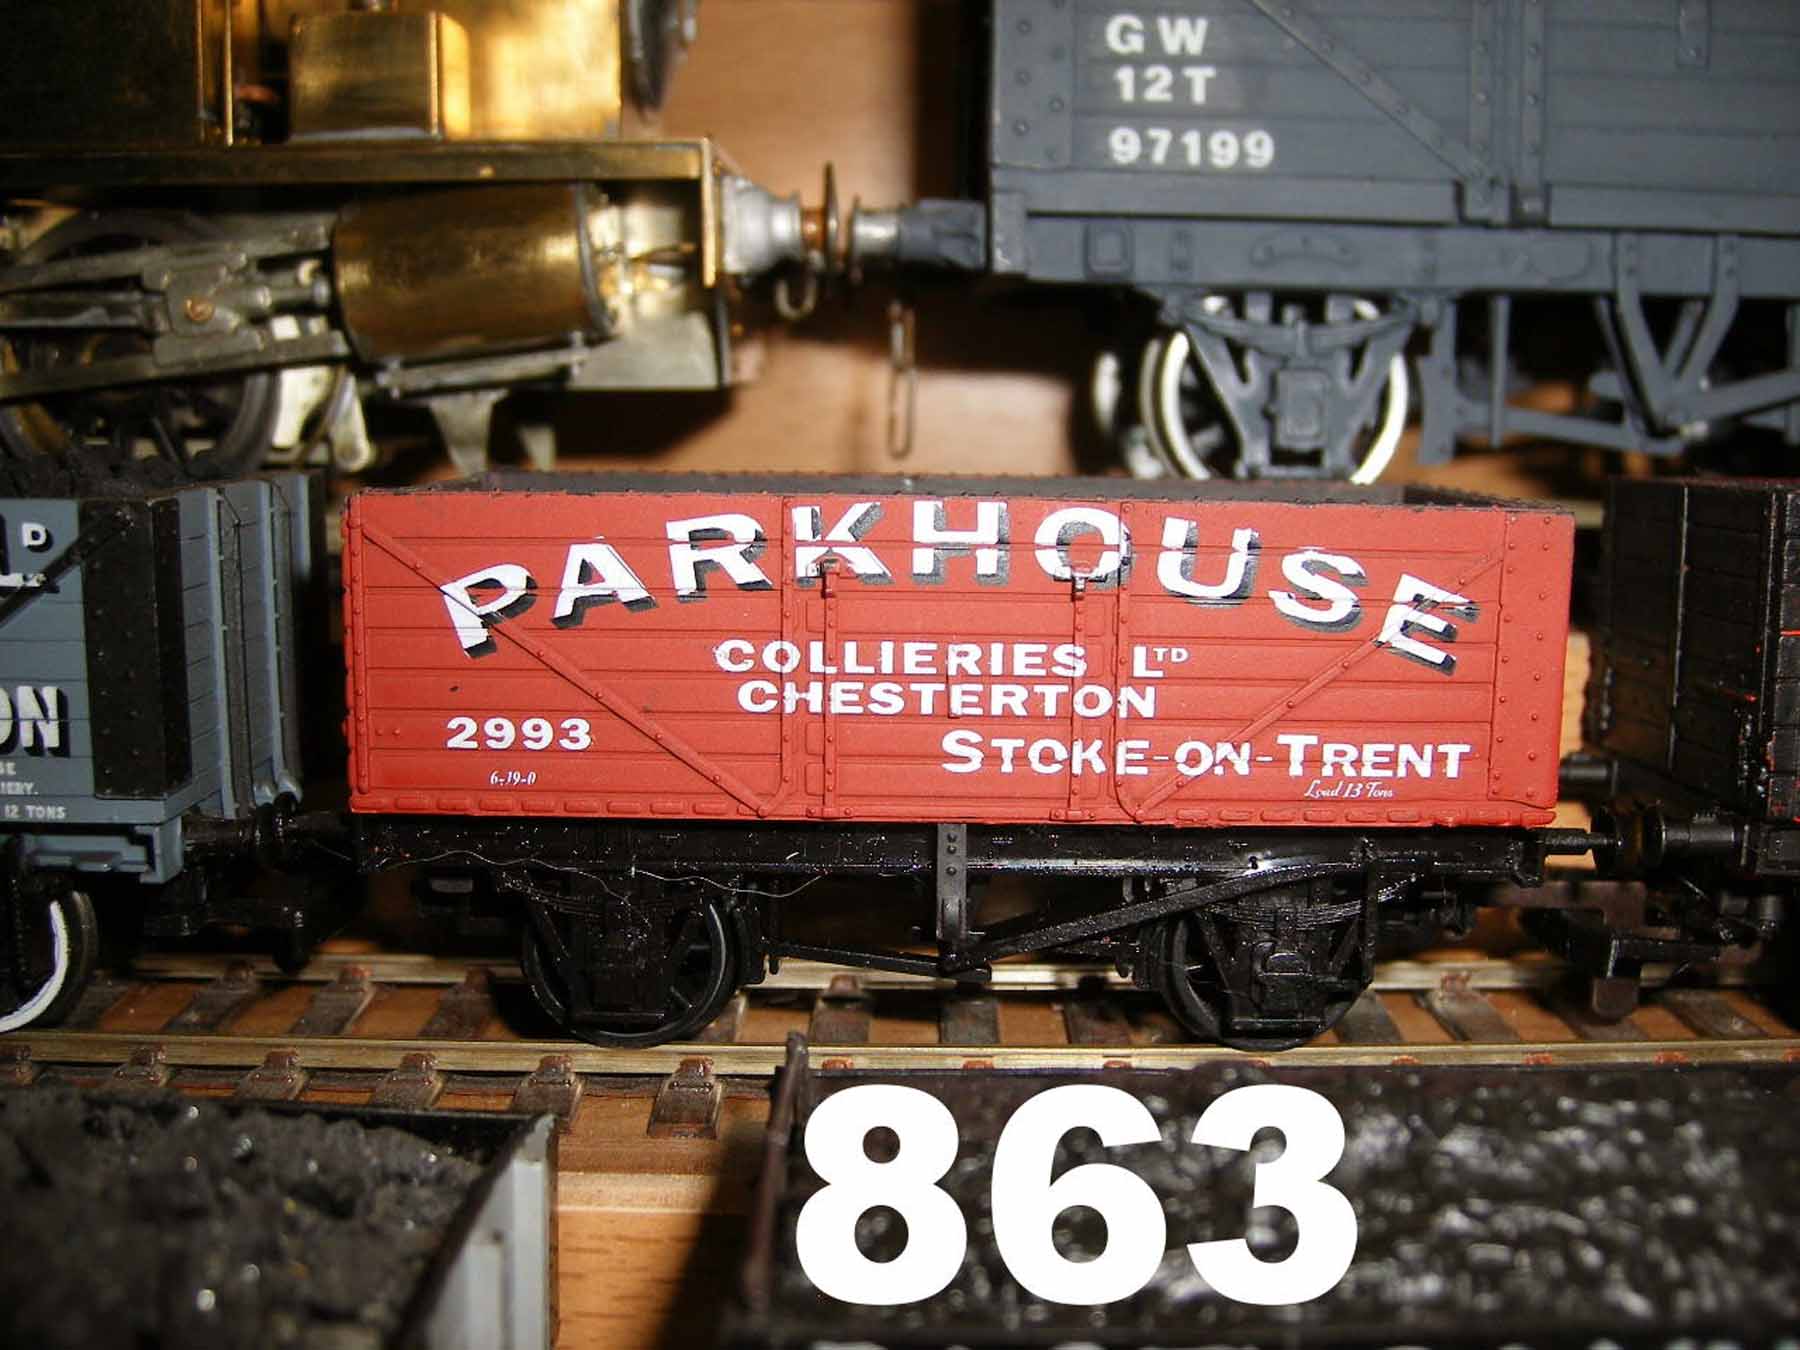 GW
12T
97199
D
PARKHOUSE
COLLIERIES LTD
CHESTERTON
2993
STOKE-ON-TRENT
6-19-0
Load 13 Tons
ON
12 TONS
863